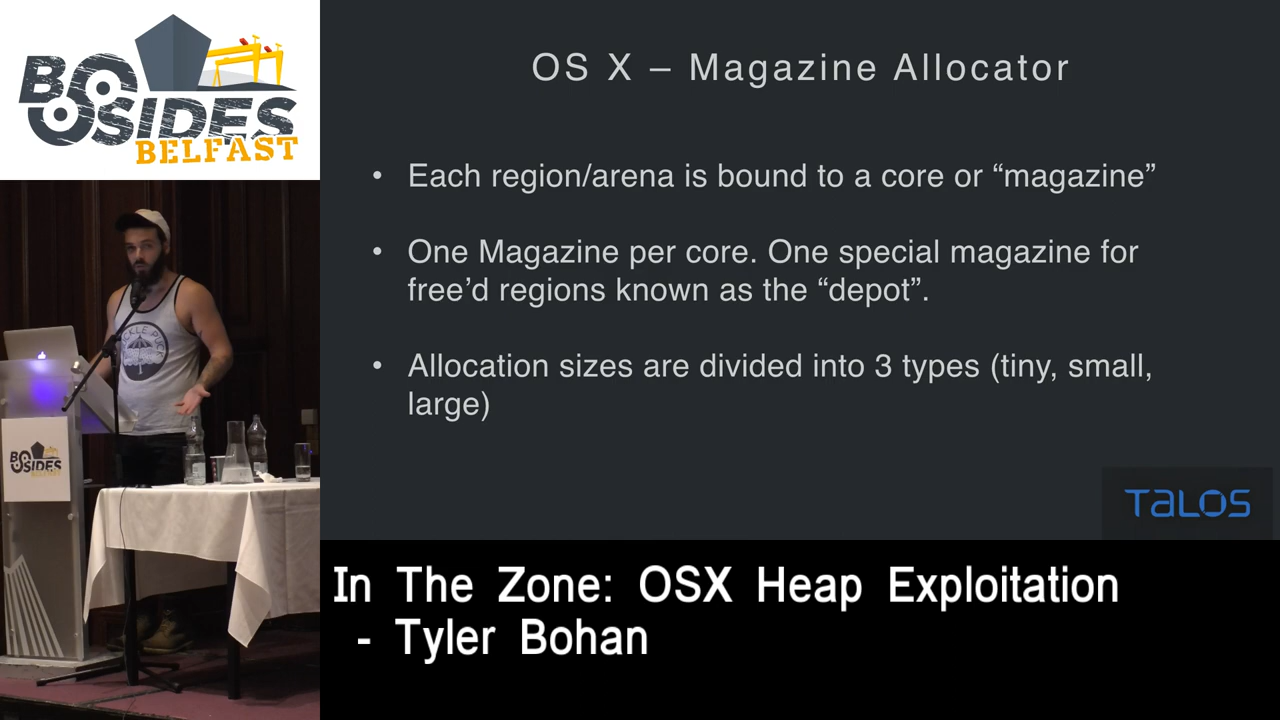 BSIDES
BELFAST
OS X – Magazine Allocator
• Each region/arena is bound to a core or “magazine”
• One Magazine per core. One special magazine for
free’d regions known as the “depot”.
• Allocation sizes are divided into 3 types (tiny, small,
large)
TALOS
BSIDES
BELFAST
In The Zone: OSX Heap Exploitation
- Tyler Bohan